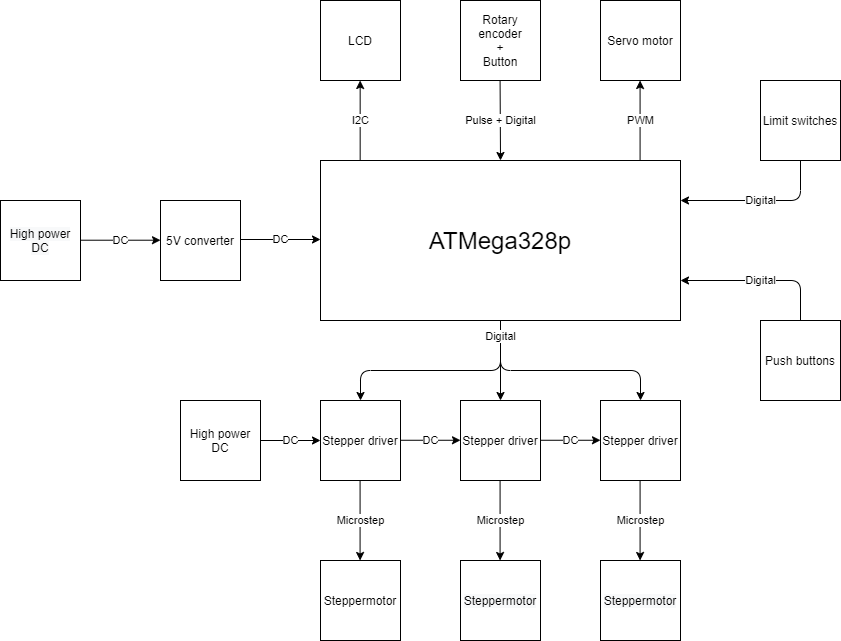 LCD
Rotary
encoder
+
Button
Servo motor
I2C
Pulse + Digital
PWM
Limit switches
Digital
High power
DC
DC
5V converter
DC
ATMega328p
Digital
Push buttons
Digital
High power
DC
DC
Stepper driver
DC
Stepper driver
DC
Stepper driver
Microstep
Microstep
Microstep
Steppermotor
Steppermotor
Steppermotor